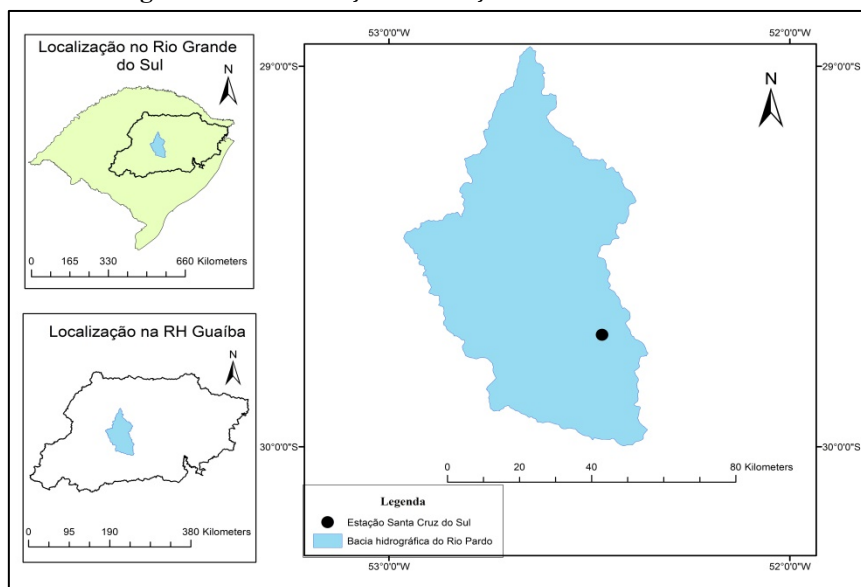 Localização no Rio Grande
do Sul
N
0 165 330 660 Kilometers
Localização na RH Guaíba
N
0 95 190 380 Kilometers
53°0'0"S 52°0'0"W
29°0'0"S 29°0'0"S
N
30°0'0"S 30°0'0"S
0 20 40 80 Kilometers
Legenda
Estação Santa Cruz do Sul
Bacia hidrográfica do Rio Pardo
53°0'0"S 52°0'0"W